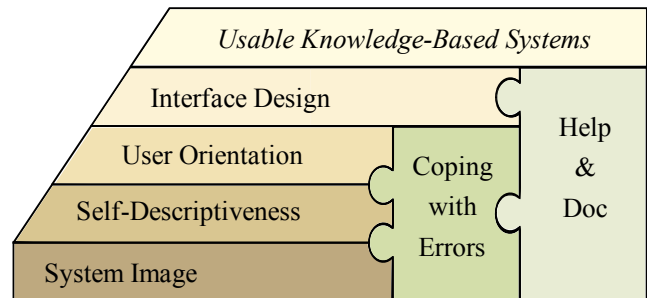 Usable Knowledge-Based Systems
Interface Design
User Orientation
Self-Descriptiveness
System Image
Coping
with
Errors
Help
&
Doc